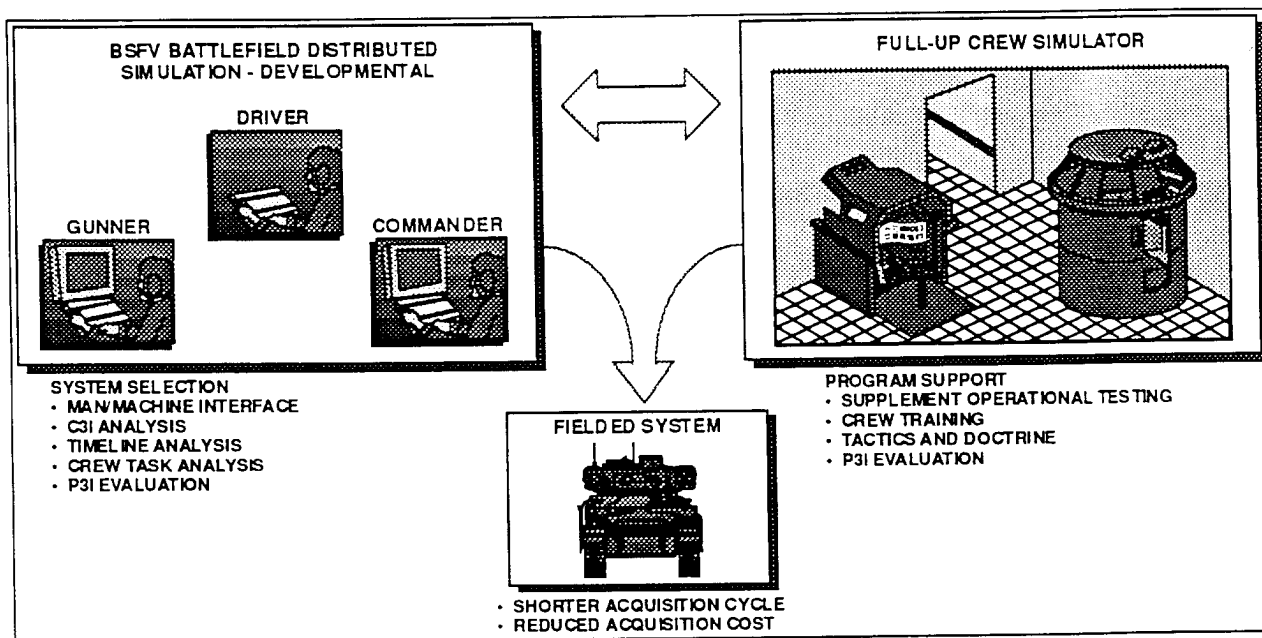 BSFV BATTLEFIELD DISTRIBUTED
SIMULATION - DEVELOPMENTAL
DRIVER
GUNNER
COMMANDER
SYSTEM SELECTION
• MAN/MACHINE INTERFACE
• C3I ANALYSIS
• TIMELINE ANALYSIS
• CREW TASK ANALYSIS
• P3I EVALUATION
FULL-UP CREW SIMULATOR
PROGRAM SUPPORT
• SUPPLEMENT OPERATIONAL TESTING
• CREW TRAINING
• TACTICS AND DOCTRINE
• P3I EVALUATION
FIELDED SYSTEM
• SHORTER ACQUISITION CYCLE
• REDUCED ACQUISITION COST